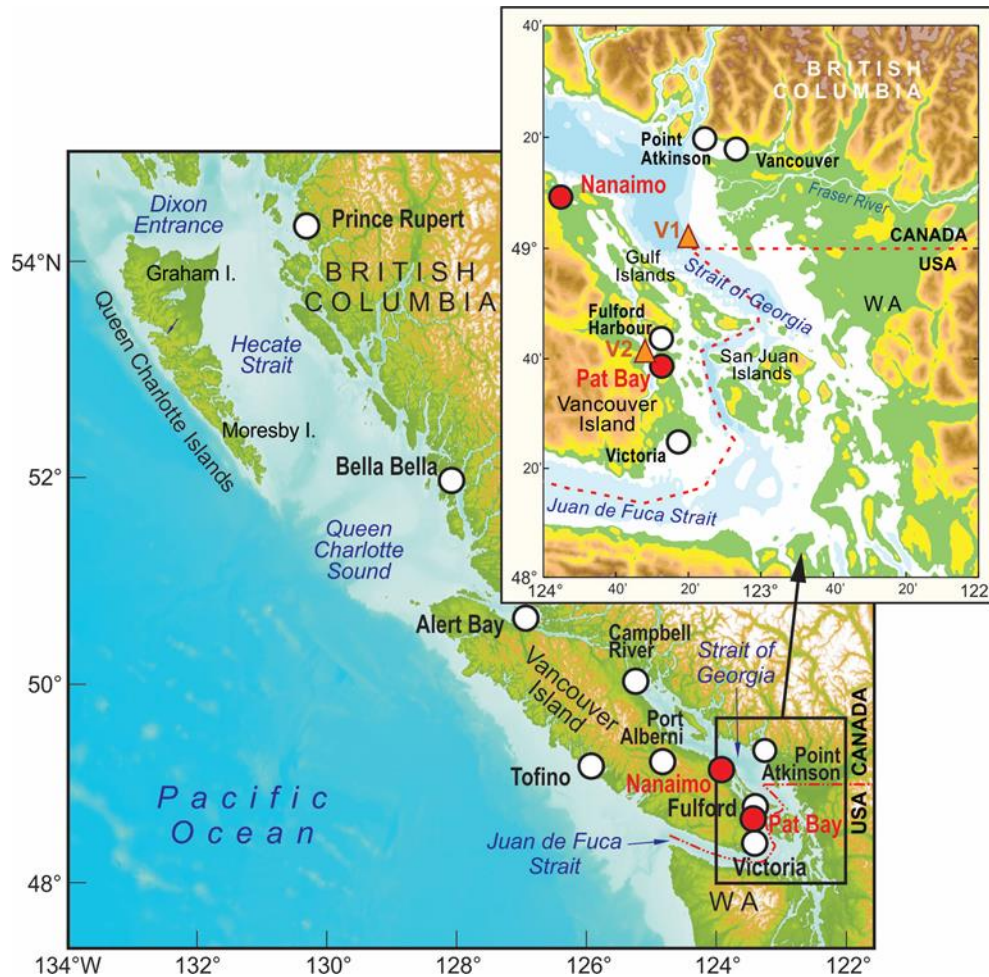 40'
BRITISH
COLUMBIA
20'
Point
Atkinson
Vancouver
Nanaimo
Fraser River
V1
49°
CANADA
USA
Gulf
Islands
Strait of Georgia
WA
Fulford
Harbour
V2
40'
San Juan
Islands
Pat Bay
Vancouver
Island
Victoria
20'
Juan de Fuca Strait
48°
124°
40'
20'
123°
40'
20'
122
Dixon
Entrance
Prince Rupert
54°N
Graham I.
BRITISH
COLUMBIA
Queen Charlotte Islands
Hecate
Strait
Moresby I.
52°
Bella Bella
Queen
Charlotte
Sound
Alert Bay
Campbell
River
Strait of
Georgia
Vancouver
Island
50°
Port
Alberni
Point
Atkinson
CANADA
USA
Tofino
Nanaimo
Fulford
Pat Bay
Pacific
Ocean
Juan de Fuca
Strait
Victoria
48°
WA
134°W
132
130
128
126
124
122